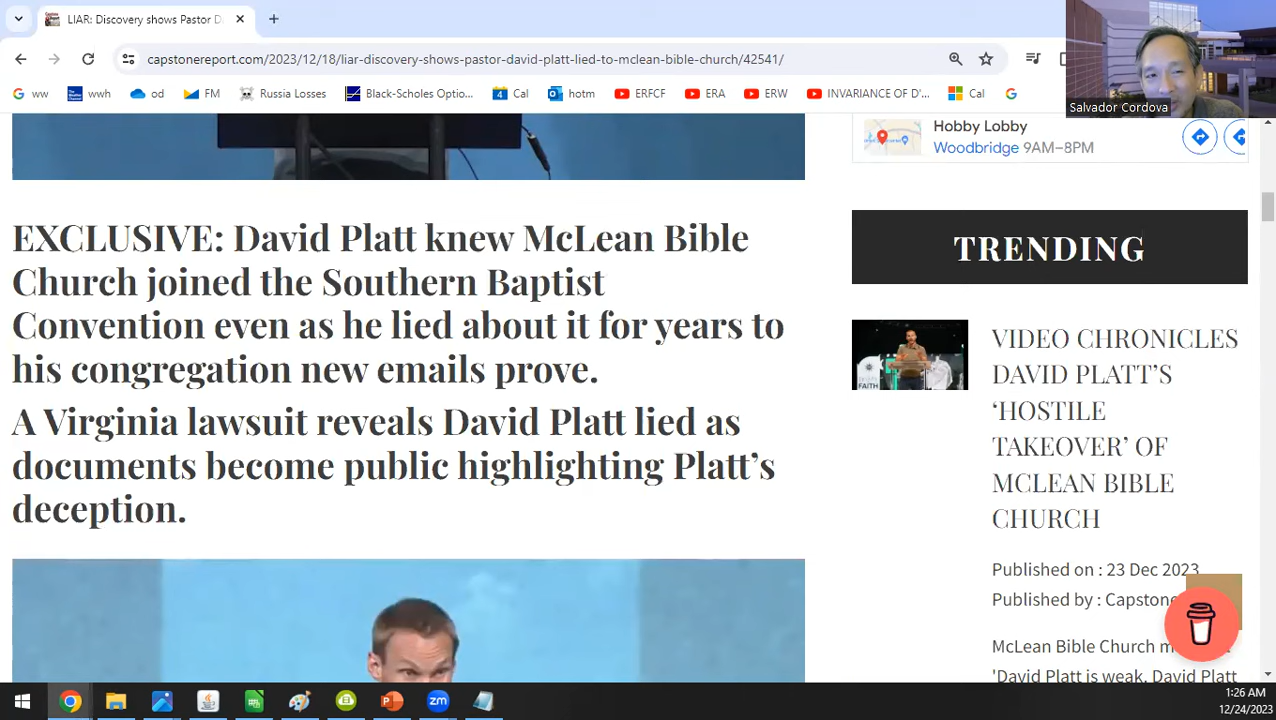 LIAR: Discovery shows Pastor D
capstonereport.com/2023/12/18/liar-discovery-shows-pastor-david-platt-lied-to-mclean-bible-church/42541/
ww
wwh
od
FM
Russia Losses
Black-Scholes Optio...
Cal
hotm
ERFCF
ERA
ERW
INVARIANCE OF D'...
Cal
Salvador Cordova
Hobby Lobby
Woodbridge 9AM–8PM
EXCLUSIVE: David Platt knew McLean Bible
Church joined the Southern Baptist
Convention even as he lied about it for years to
his congregation new emails prove.
A Virginia lawsuit reveals David Platt lied as
documents become public highlighting Platt's
deception.
TRENDING
VIDEO CHRONICLES
DAVID PLATT'S
'HOSTILE
TAKEOVER' OF
MCLEAN BIBLE
CHURCH
Published on : 23 Dec 2023
Published by : Capstone
McLean Bible Church
'David Platt is weak, David Platt
zm
1:26 AM
12/24/2023